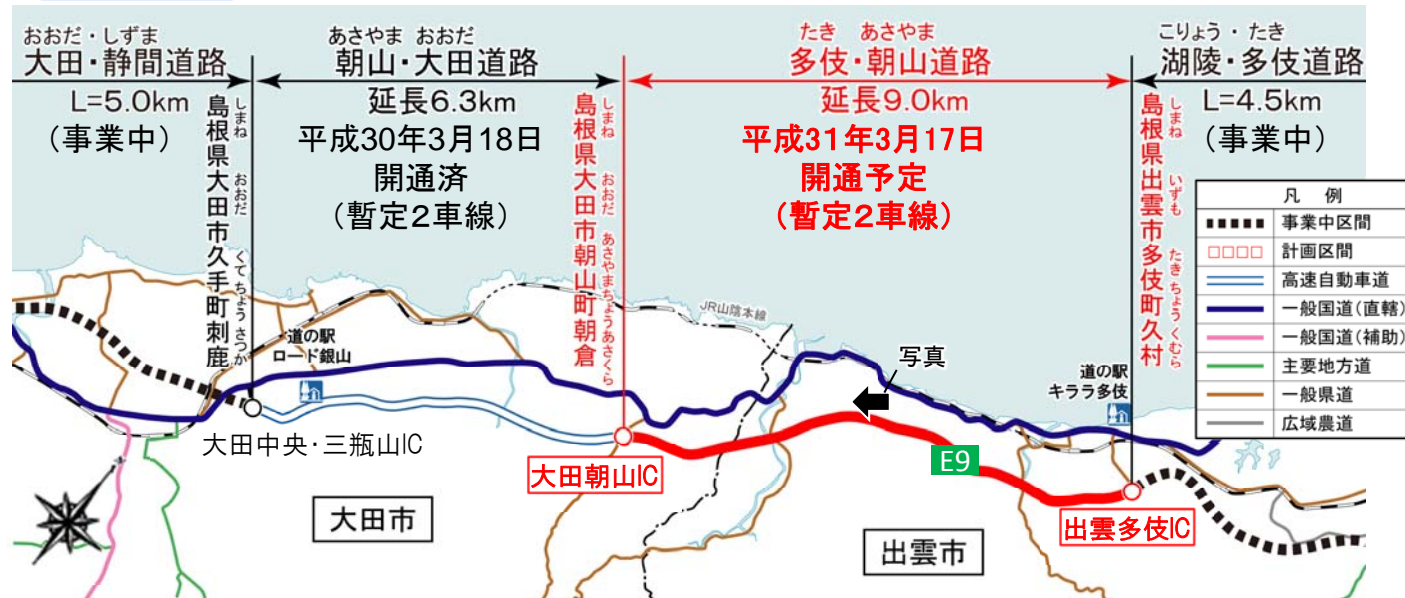 おおだ・しずま
大田・静間道路
L=5.0km
(事業中)
あさやま おおだ
朝山・大田道路
延長6.3km
平成30年3月18日
開通済
(暫定2車線)
たき あさやま
多伎・朝山道路
延長9.0km
平成31年3月17日
開通予定
(暫定2車線)
こりょう・たき
湖陵・多伎道路
L=4.5km
(事業中)
島根県大田市久手町刺鹿
しまね おおだ くてちょう さつか
島根県大田市朝山町朝倉
しまね おおだ あさやまちょうあさくら
島根県出雲市多伎町久村
しまね いずも たきちょうくむら
凡 例
事業中区間
計画区間
高速自動車道
一般国道(直轄)
一般国道(補助)
主要地方道
一般県道
広域農道
JR山陰本線
道の駅
ロード銀山
写真
道の駅
キララ多伎
大田中央・三瓶山IC
大田朝山IC
E9
出雲多伎IC
大田市
出雲市